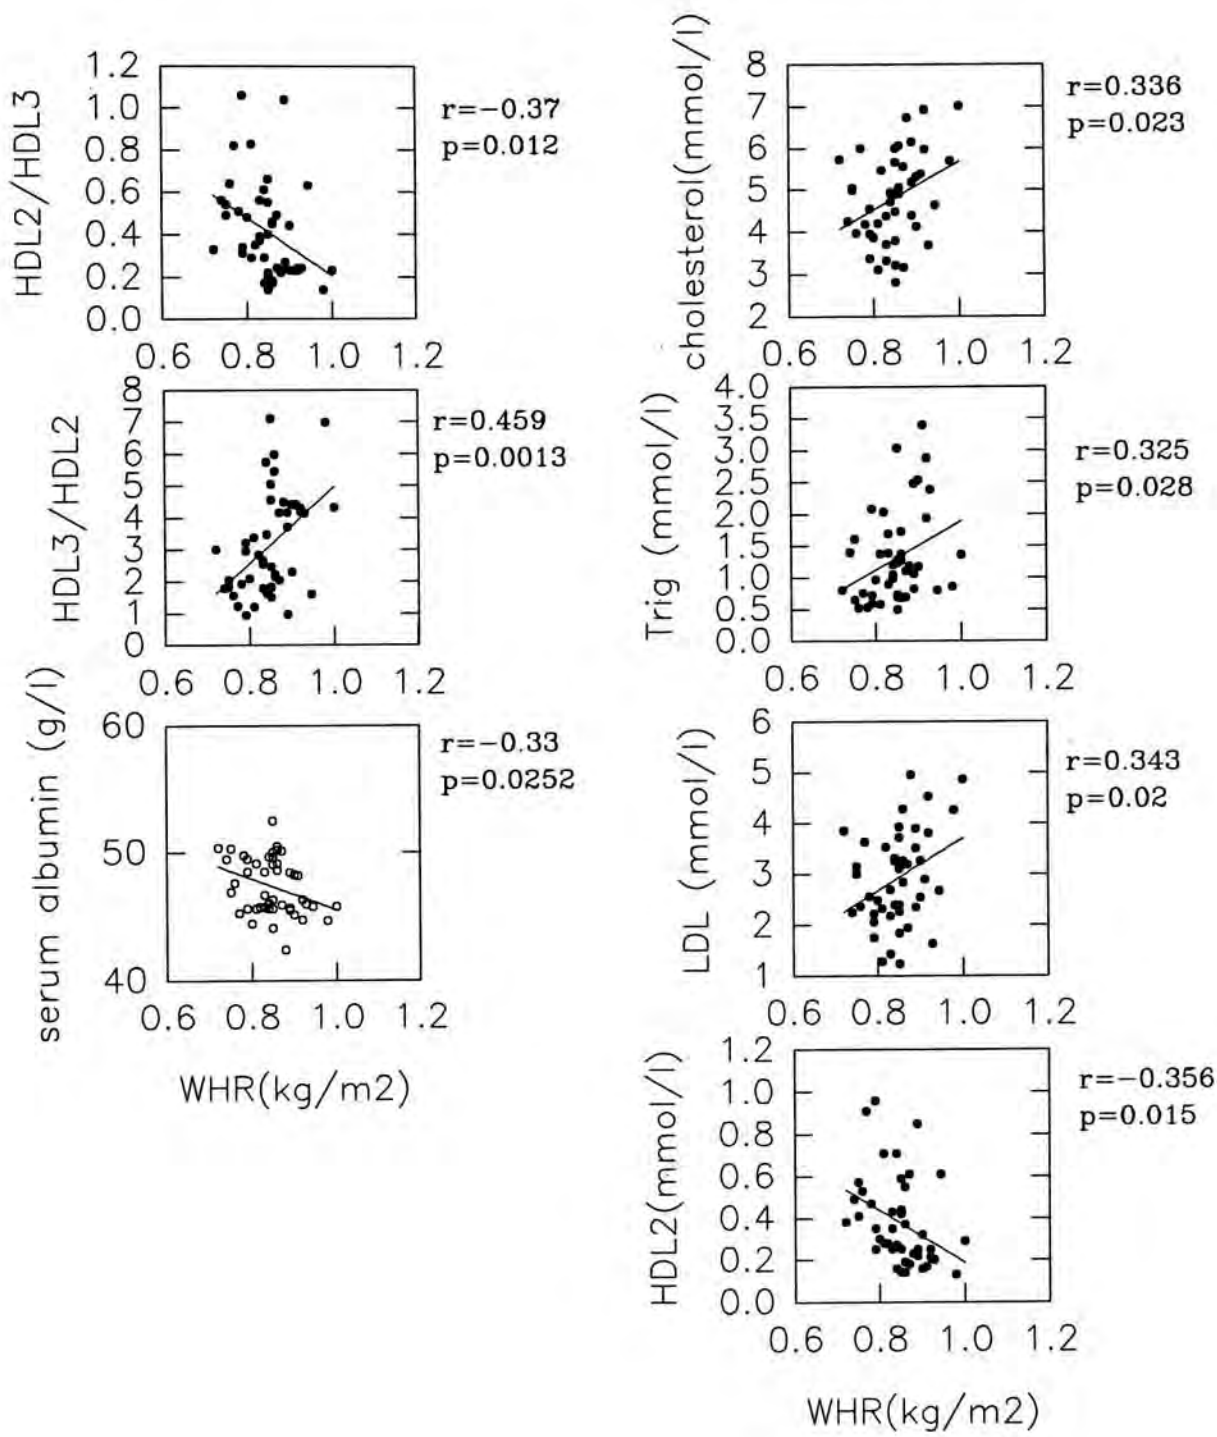 HDL2/HDL3
1.2
1.0
0.8
0.6
0.4
0.2
0.0
0.6 0.8 1.0 1.2
r=−0.37
p=0.012
HDL3/HDL2
8
7
6
5
4
3
2
1
0
0.6 0.8 1.0 1.2
r=0.459
p=0.0013
serum albumin (g/l)
60
50
40
0.6 0.8 1.0 1.2
r=−0.33
p=0.0252
WHR(kg/m2)
cholesterol(mmol/l)
8
7
6
5
4
3
2
0.6 0.8 1.0 1.2
r=0.336
p=0.023
Trig (mmol/l)
4.0
3.5
3.0
2.5
2.0
1.5
1.0
0.5
0.0
0.6 0.8 1.0 1.2
r=0.325
p=0.028
LDL (mmol/l)
6
5
4
3
2
1
0.6 0.8 1.0 1.2
r=0.343
p=0.02
HDL2(mmol/l)
1.2
1.0
0.8
0.6
0.4
0.2
0.0
0.6 0.8 1.0 1.2
r=−0.356
p=0.015
WHR(kg/m2)